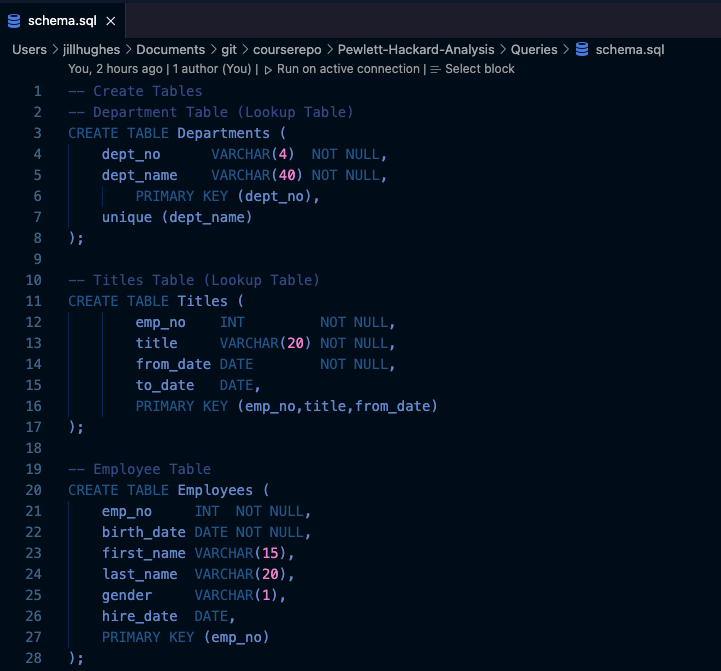 schema.sql ×
Users > jillhughes > Documents > git > courserepo > Pewlett-Hackard-Analysis > Queries > schema.sql
You, 2 hours ago | 1 author (You) | ▷ Run on active connection | ≡ Select block
1 -- Create Tables
2 -- Department Table (Lookup Table)
3 CREATE TABLE Departments (
4 dept_no VARCHAR(4) NOT NULL,
5 dept_name VARCHAR(40) NOT NULL,
6 PRIMARY KEY (dept_no),
7 unique (dept_name)
8 );
9
10 -- Titles Table (Lookup Table)
11 CREATE TABLE Titles (
12 emp_no INT NOT NULL,
13 title VARCHAR(20) NOT NULL,
14 from_date DATE NOT NULL,
15 to_date DATE,
16 PRIMARY KEY (emp_no,title,from_date)
17 );
18
19 -- Employee Table
20 CREATE TABLE Employees (
21 emp_no INT NOT NULL,
22 birth_date DATE NOT NULL,
23 first_name VARCHAR(15),
24 last_name VARCHAR(20),
25 gender VARCHAR(1),
26 hire_date DATE,
27 PRIMARY KEY (emp_no)
28 );